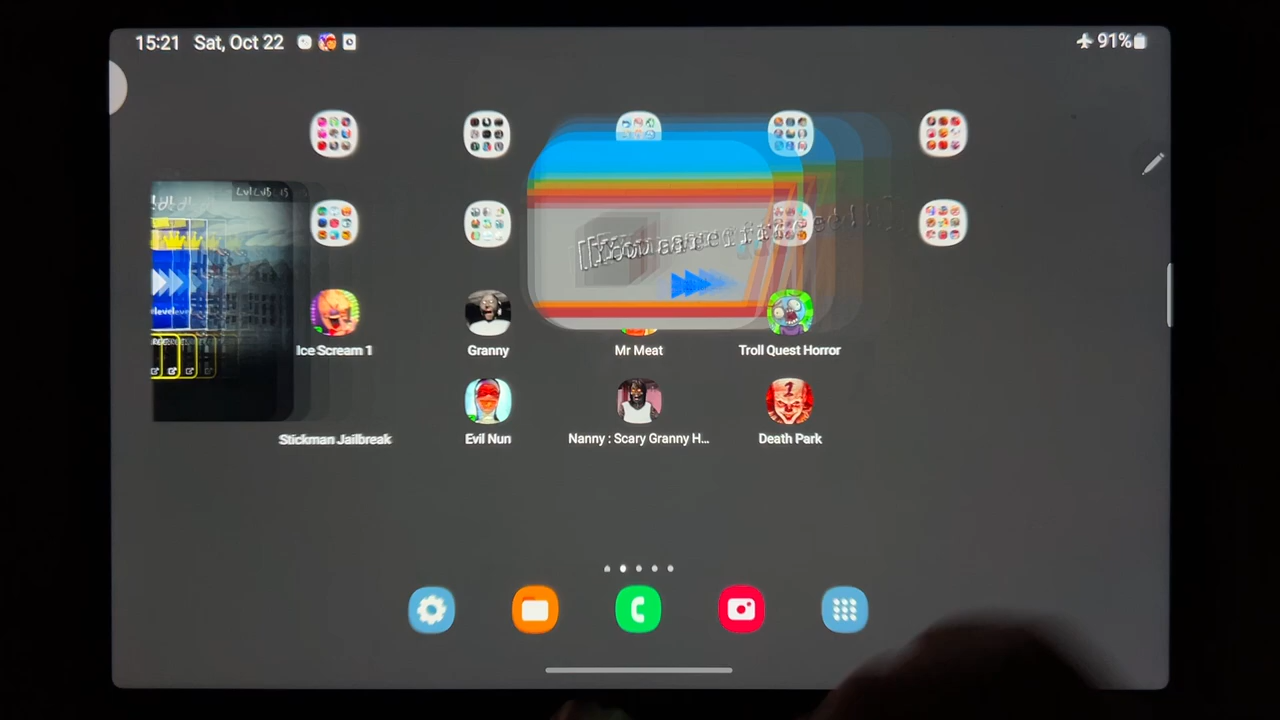 15:21 Sat, Oct 22
91%
Ice Scream 1
Granny
Mr Meat
Troll Quest Horror
Stickman Jailbreak
Evil Nun
Nanny : Scary Granny H...
Death Park